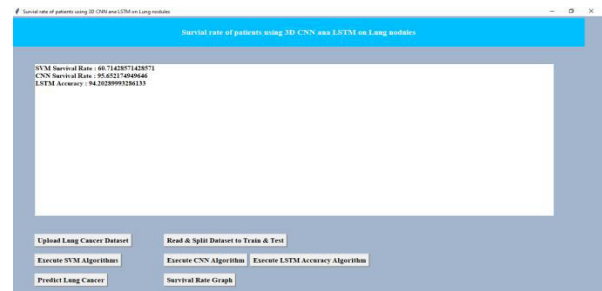 Survial rate of patients using 3D CNN ana LSTM on Lung nodules
Survial rate of patients using 3D CNN ana LSTM on Lung nodules
SVM Survival Rate : 60.71428571428571
CNN Survival Rate : 95.652174949646
LSTM Accuracy : 94.20289993286133
Upload Lung Cancer Dataset Read & Split Dataset to Train & Test
Execute SVM Algorithms Execute CNN Algorithm Execute LSTM Accuracy Algorithm
Predict Lung Cancer Survival Rate Graph